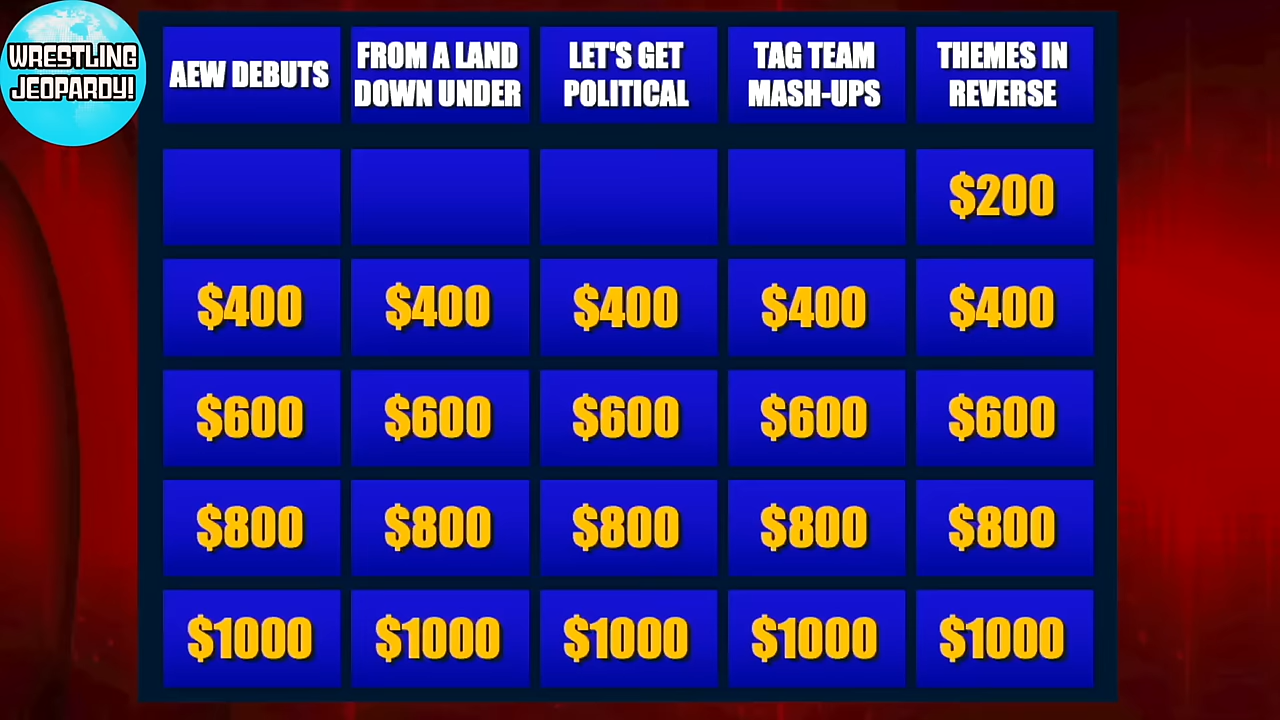 WRESTLING
JEOPARDY!
AEW DEBUTS
FROM A LAND
DOWN UNDER
LET'S GET
POLITICAL
TAG TEAM
MASH-UPS
THEMES IN
REVERSE
$200
$400 $400 $400 $400 $400
$600 $600 $600 $600 $600
$800 $800 $800 $800 $800
$1000 $1000 $1000 $1000 $1000